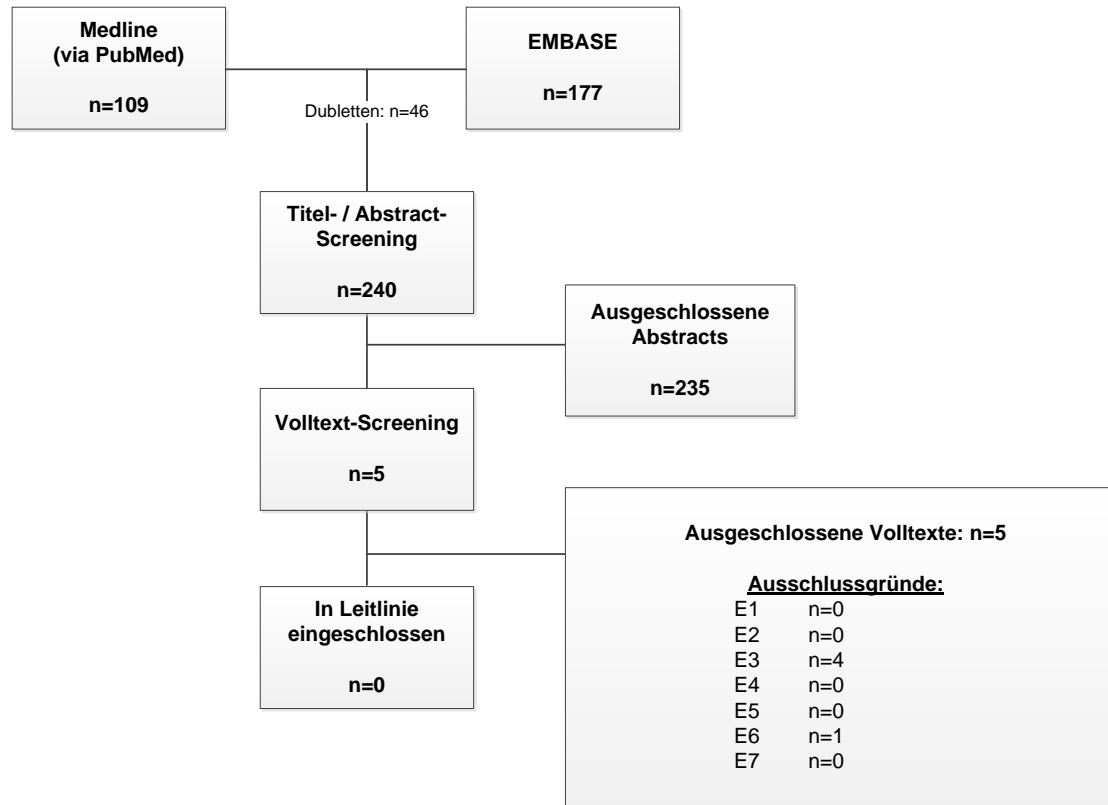 Medline
(via PubMed)
n=109
EMBASE
n=177
Dubletten: n=46
Titel- / Abstract-
Screening
n=240
Ausgeschlossene
Abstracts
n=235
Volltext-Screening
n=5
Ausgeschlossene Volltexte: n=5
Ausschlussgründe:
E1 n=0
E2 n=0
E3 n=4
E4 n=0
E5 n=0
E6 n=1
E7 n=0
In Leitlinie
eingeschlossen
n=0